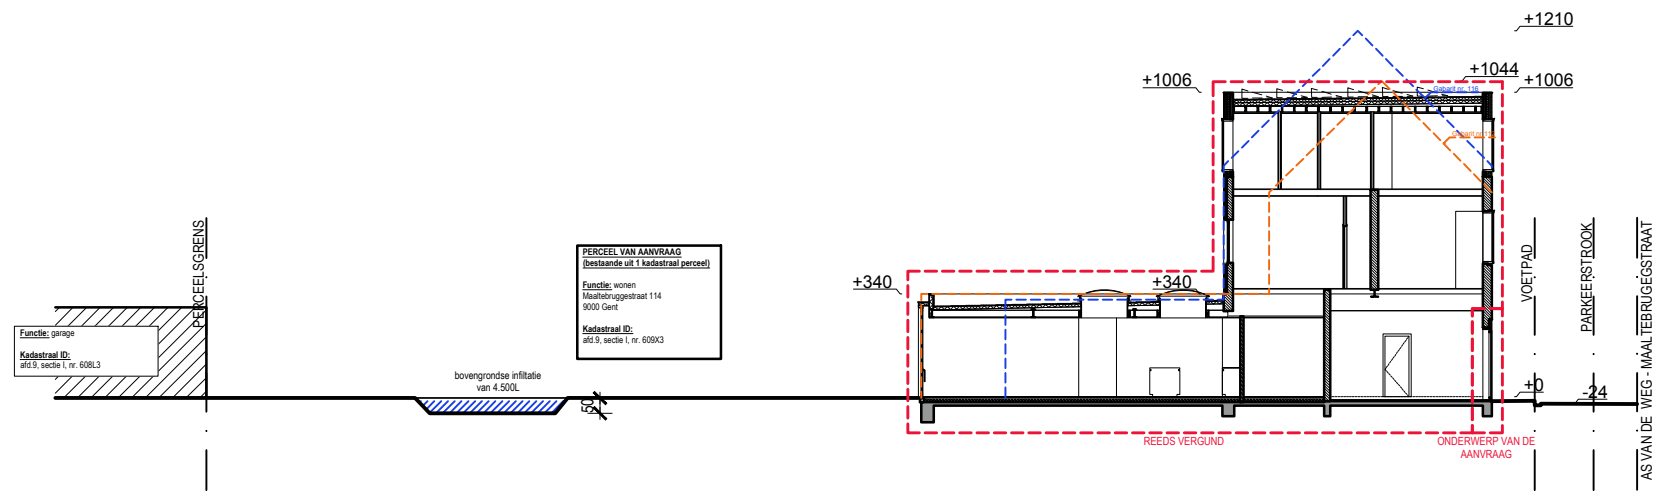 +1210
+1044
+1006
+1006
Gabarit nr. 116
PERCEELSGRENS
PERCEEL VAN AANVRAAG
(bestaande uit 1 kadastraal perceel)
Functie: wonen
Maaltebruggestraat 114
9000 Gent
Kadastraal ID:
afd.9, sectie I, nr. 609X3
+340
+340
VOETPAD
PARKEERSTROOK
AS VAN DE WEG - MAALTEBRUGEGSTRAAT
Functie: garage
Kadastraal ID:
afd.9, sectie I, nr. 608L3
bovengrondse infiltatie
van 4.500L
50
+0
-24
REEDS VERGUND
ONDERWERP VAN DE
AANVRAAG